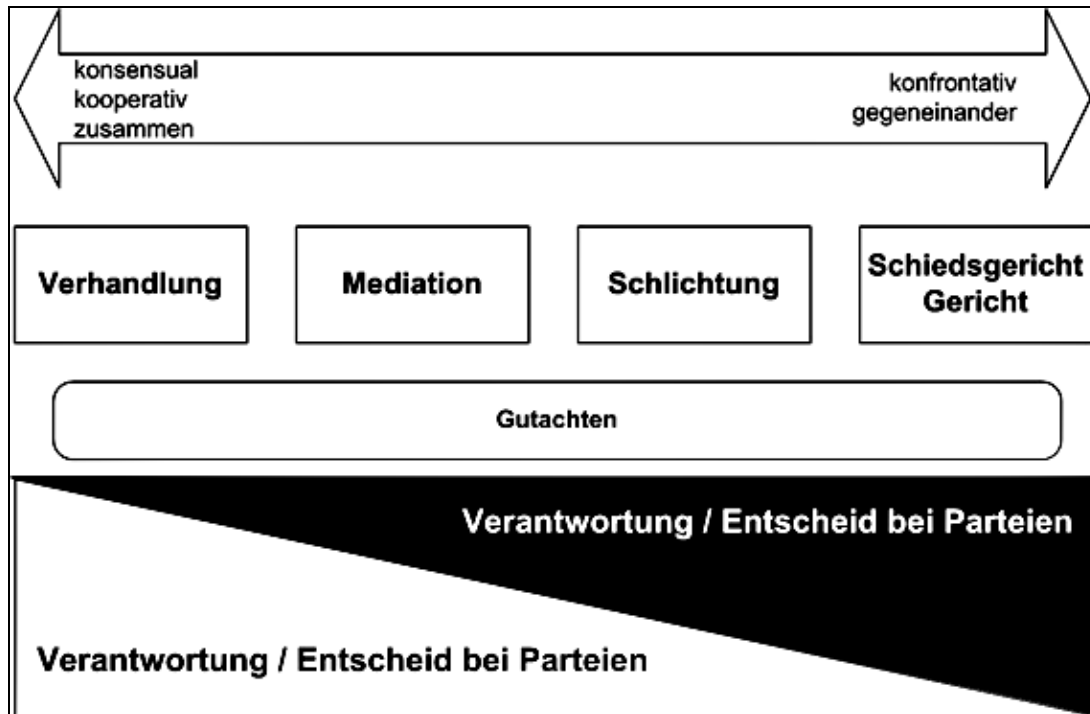 konsensual
kooperativ
zusammen
konfrontativ
gegeneinander
Verhandlung
Mediation
Schlichtung
Schiedsgericht
Gericht
Gutachten
Verantwortung / Entscheid bei Parteien
Verantwortung / Entscheid bei Parteien